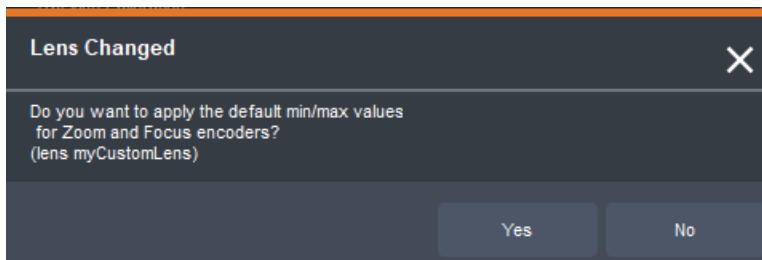 Lens Changed
Do you want to apply the default min/max values
for Zoom and Focus encoders?
(lens myCustomLens)
Yes
No